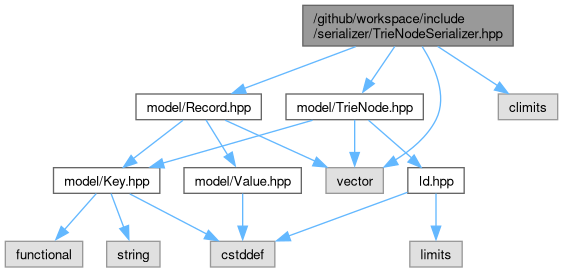 /github/workspace/include
/serializer/TrieNodeSerializer.hpp
model/Record.hpp
model/TrieNode.hpp
climits
model/Key.hpp
model/Value.hpp
vector
Id.hpp
functional
string
cstddef
limits